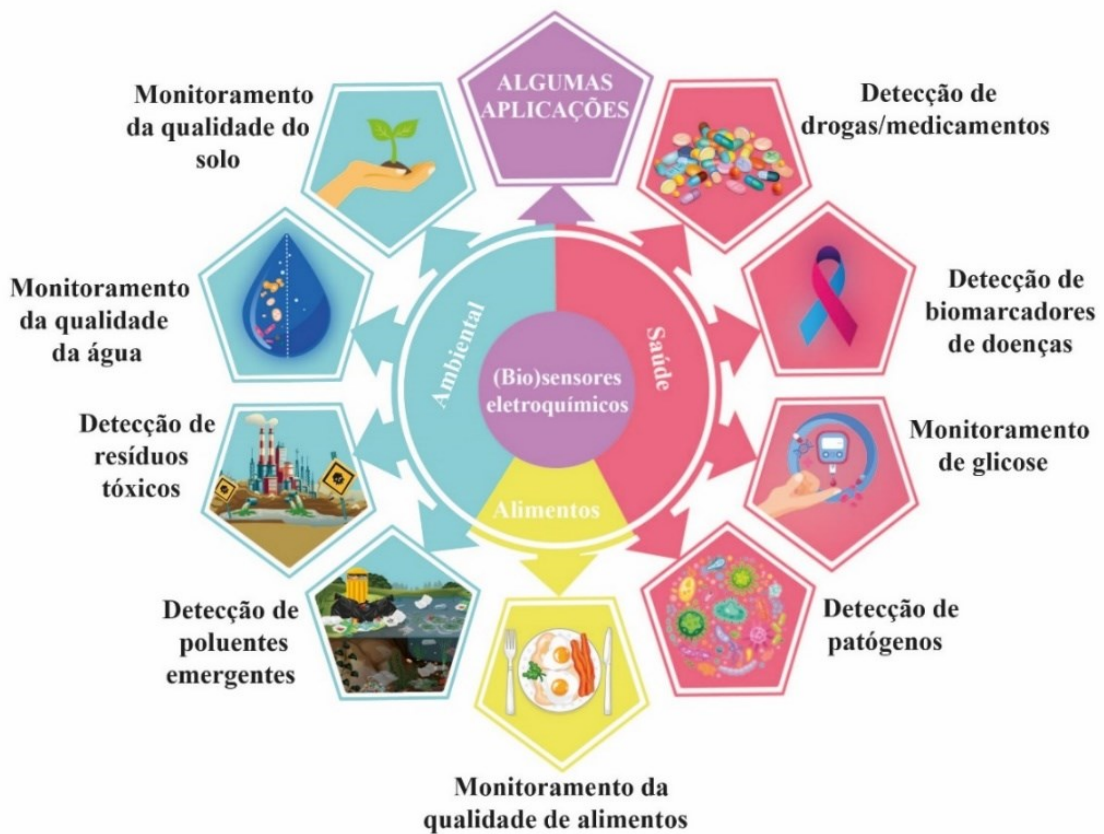 ALGUMAS
APLICAÇÕES
Detecção de
drogas/medicamentos
Detecção de
biomarcadores
de doenças
Monitoramento
de glicose
Detecção de
patógenos
Monitoramento da
qualidade de alimentos
Detecção de
poluentes
emergentes
Detecção de
resíduos
tóxicos
Monitoramento
da qualidade
da água
Monitoramento
da qualidade do
solo
Ambiental
Saúde
Alimentos
(Bio)sensores
eletroquímicos